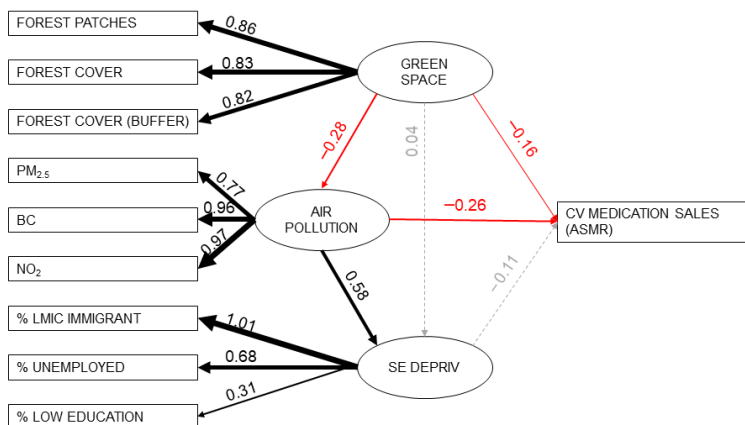 FOREST PATCHES
FOREST COVER
FOREST COVER (BUFFER)
PM2.5
BC
NO2
% LMIC IMMIGRANT
% UNEMPLOYED
% LOW EDUCATION
0.86
0.83
0.82
0.77
0.96
0.97
1.01
0.68
0.31
GREEN
SPACE
AIR
POLLUTION
SE DEPRIV
−0.28
0.04
−0.16
−0.26
0.58
−0.11
CV MEDICATION SALES
(ASMR)